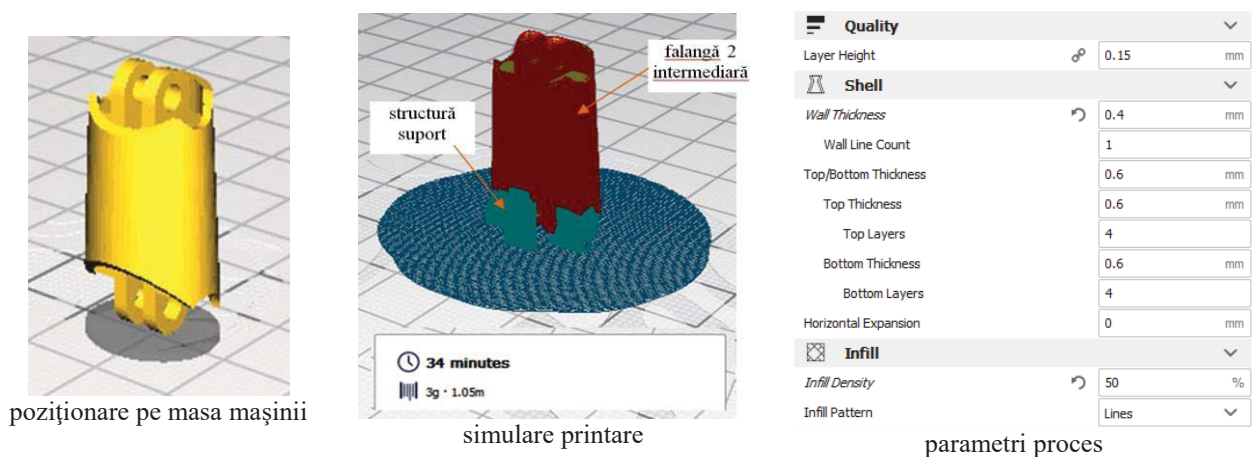 falangă 2
intermediară
structură
suport
34 minutes
3g · 1.05m
poziţionare pe masa maşinii
simulare printare
Quality
Layer Height 0.15 mm
Shell
Wall Thickness 0.4 mm
Wall Line Count 1
Top/Bottom Thickness 0.6 mm
Top Thickness 0.6 mm
Top Layers 4
Bottom Thickness 0.6 mm
Bottom Layers 4
Horizontal Expansion 0 mm
Infill
Infill Density 50 %
Infill Pattern Lines
parametri proces